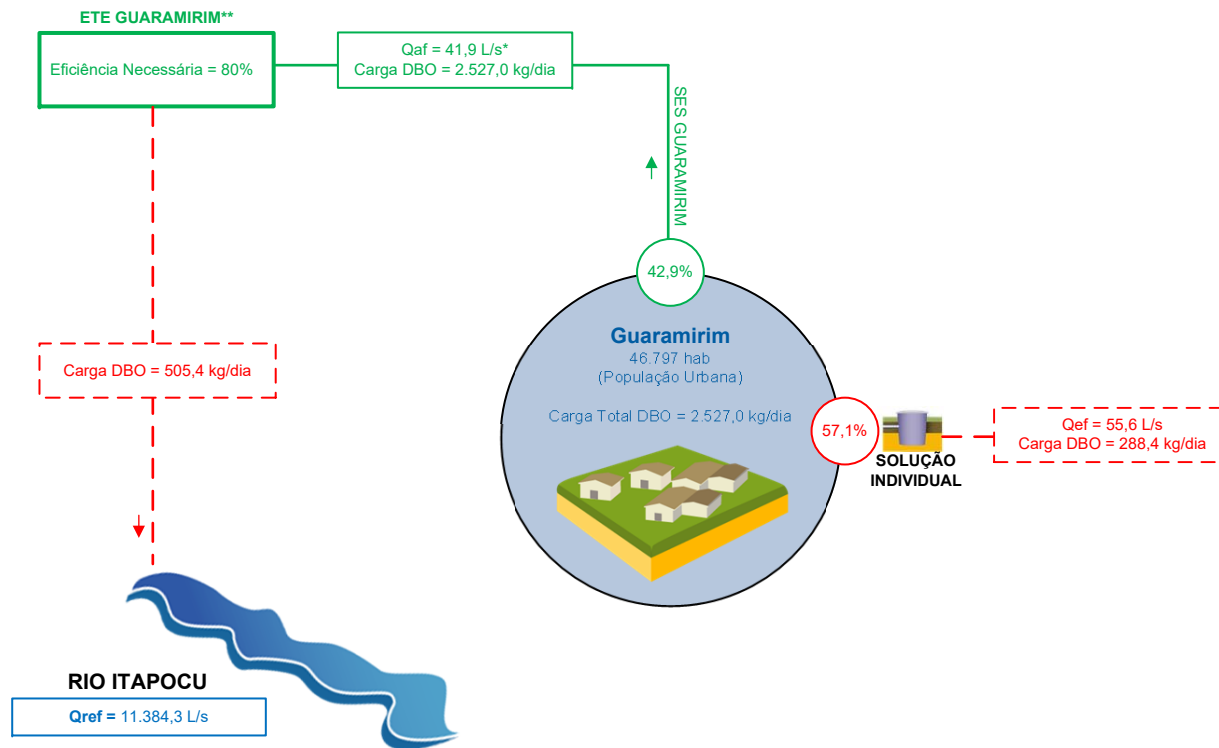 ETE GUARAMIRIM**
Eficiência Necessária = 80%
Qaf = 41,9 L/s*
Carga DBO = 2.527,0 kg/dia
SES GUARAMIRIM
42,9%
Guaramirim
46.797 hab
(População Urbana)
Carga Total DBO = 2.527,0 kg/dia
57,1%
SOLUÇÃO
INDIVIDUAL
Qef = 55,6 L/s
Carga DBO = 288,4 kg/dia
Carga DBO = 505,4 kg/dia
RIO ITAPOCU
Qref = 11.384,3 L/s